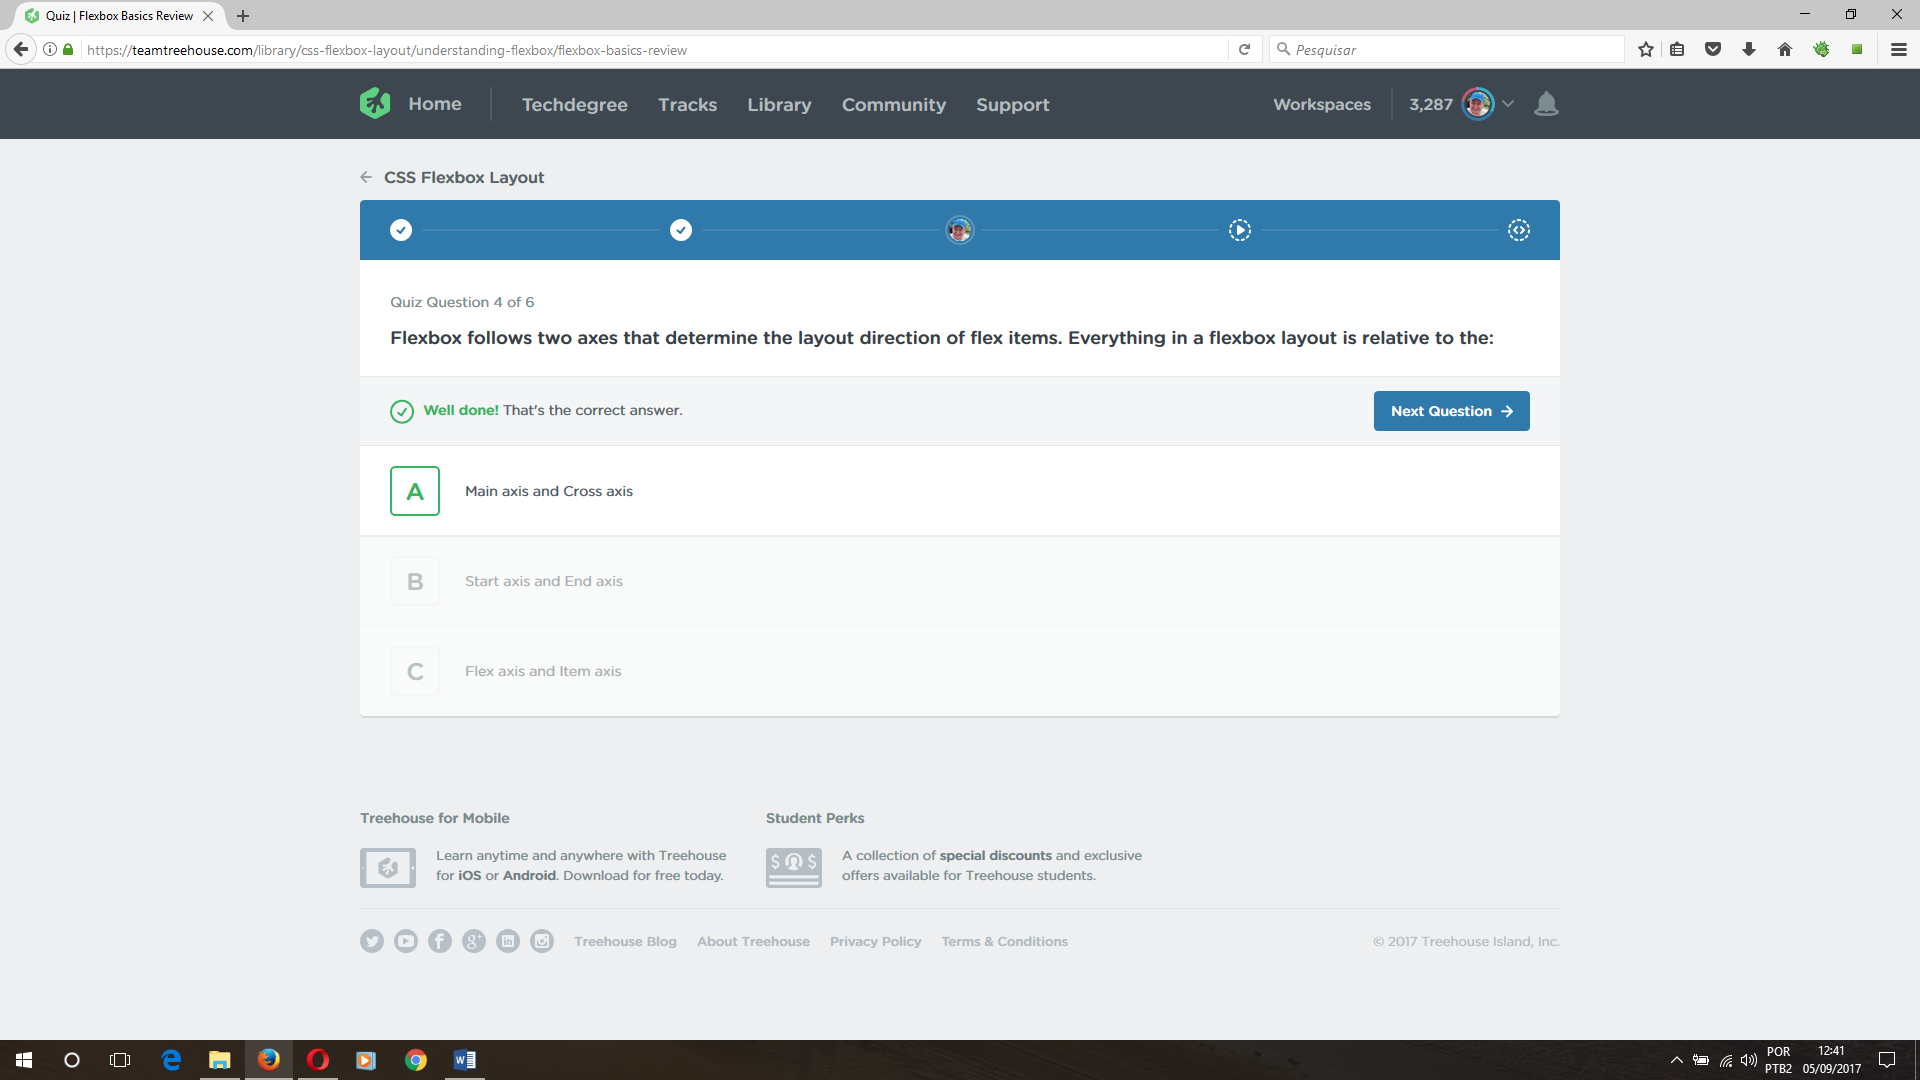 Quiz | Flexbox Basics Review
https://teamtreehouse.com/library/css-flexbox-layout/understanding-flexbox/flexbox-basics-review
Pesquisar
Home
Techdegree
Tracks
Library
Community
Support
Workspaces
3,287
CSS Flexbox Layout
Quiz Question 4 of 6
Flexbox follows two axes that determine the layout direction of flex items. Everything in a flexbox layout is relative to the:
Well done! That's the correct answer.
Next Question
A
Main axis and Cross axis
B
Start axis and End axis
C
Flex axis and Item axis
Treehouse for Mobile
Learn anytime and anywhere with Treehouse
for iOS or Android. Download for free today.
Student Perks
A collection of special discounts and exclusive
offers available for Treehouse students.
Treehouse Blog
About Treehouse
Privacy Policy
Terms & Conditions
© 2017 Treehouse Island, Inc.
POR
PTB2
12:41
05/09/2017